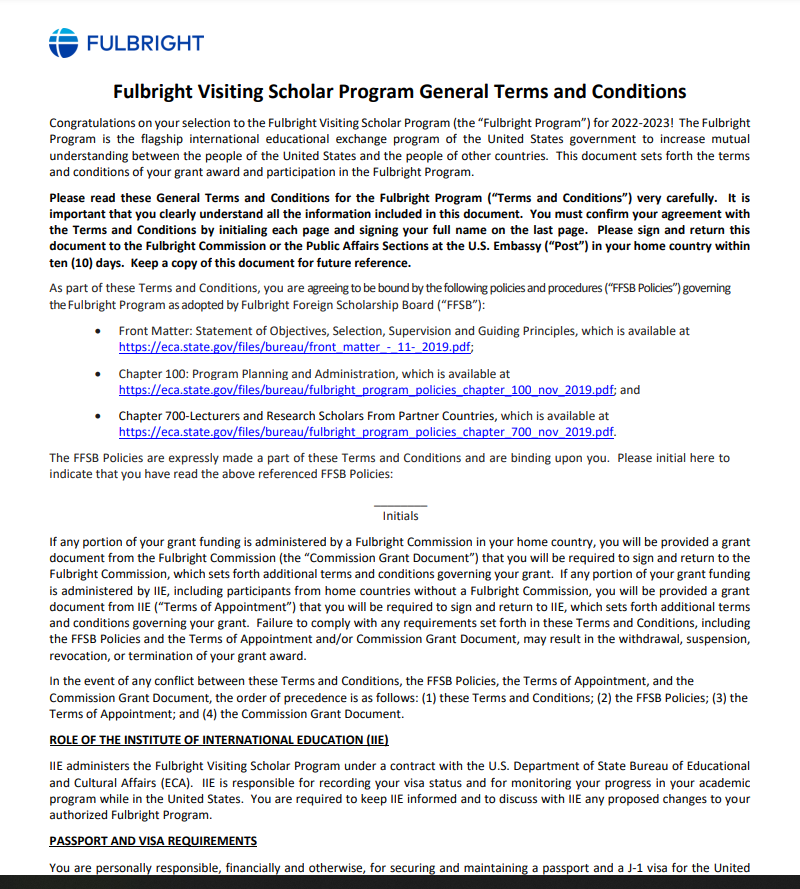 FULBRIGHT
Fulbright Visiting Scholar Program General Terms and Conditions
Congratulations on your selection to the Fulbright Visiting Scholar Program (the “Fulbright Program”) for 2022-2023! The Fulbright
Program is the flagship international educational exchange program of the United States government to increase mutual
understanding between the people of the United States and the people of other countries. This document sets forth the terms
and conditions of your grant award and participation in the Fulbright Program.
Please read these General Terms and Conditions for the Fulbright Program (“Terms and Conditions”) very carefully. It is
important that you clearly understand all the information included in this document. You must confirm your agreement with
the Terms and Conditions by initialing each page and signing your full name on the last page. Please sign and return this
document to the Fulbright Commission or the Public Affairs Sections at the U.S. Embassy (“Post”) in your home country within
ten (10) days. Keep a copy of this document for future reference.
As part of these Terms and Conditions, you are agreeing to be bound by the following policies and procedures (“FFSB Policies”) governing
the Fulbright Program as adopted by Fulbright Foreign Scholarship Board (“FFSB”):
• Front Matter: Statement of Objectives, Selection, Supervision and Guiding Principles, which is available at
https://eca.state.gov/files/bureau/front_matter_-_11-_2019.pdf;
• Chapter 100: Program Planning and Administration, which is available at
https://eca.state.gov/files/bureau/fulbright_program_policies_chapter_100_nov_2019.pdf; and
• Chapter 700-Lecturers and Research Scholars From Partner Countries, which is available at
https://eca.state.gov/files/bureau/fulbright_program_policies_chapter_700_nov_2019.pdf.
The FFSB Policies are expressly made a part of these Terms and Conditions and are binding upon you. Please initial here to
indicate that you have read the above referenced FFSB Policies:
Initials
If any portion of your grant funding is administered by a Fulbright Commission in your home country, you will be provided a grant
document from the Fulbright Commission (the “Commission Grant Document”) that you will be required to sign and return to the
Fulbright Commission, which sets forth additional terms and conditions governing your grant. If any portion of your grant funding
is administered by IIE, including participants from home countries without a Fulbright Commission, you will be provided a grant
document from IIE (“Terms of Appointment”) that you will be required to sign and return to IIE, which sets forth additional terms
and conditions governing your grant. Failure to comply with any requirements set forth in these Terms and Conditions, including
the FFSB Policies and the Terms of Appointment and/or Commission Grant Document, may result in the withdrawal, suspension,
revocation, or termination of your grant award.
In the event of any conflict between these Terms and Conditions, the FFSB Policies, the Terms of Appointment, and the
Commission Grant Document, the order of precedence is as follows: (1) these Terms and Conditions; (2) the FFSB Policies; (3) the
Terms of Appointment; and (4) the Commission Grant Document.
ROLE OF THE INSTITUTE OF INTERNATIONAL EDUCATION (IIE)
IIE administers the Fulbright Visiting Scholar Program under a contract with the U.S. Department of State Bureau of Educational
and Cultural Affairs (ECA). IIE is responsible for recording your visa status and for monitoring your progress in your academic
program while in the United States. You are required to keep IIE informed and to discuss with IIE any proposed changes to your
authorized Fulbright Program.
PASSPORT AND VISA REQUIREMENTS
You are personally responsible, financially and otherwise, for securing and maintaining a passport and a J-1 visa for the United